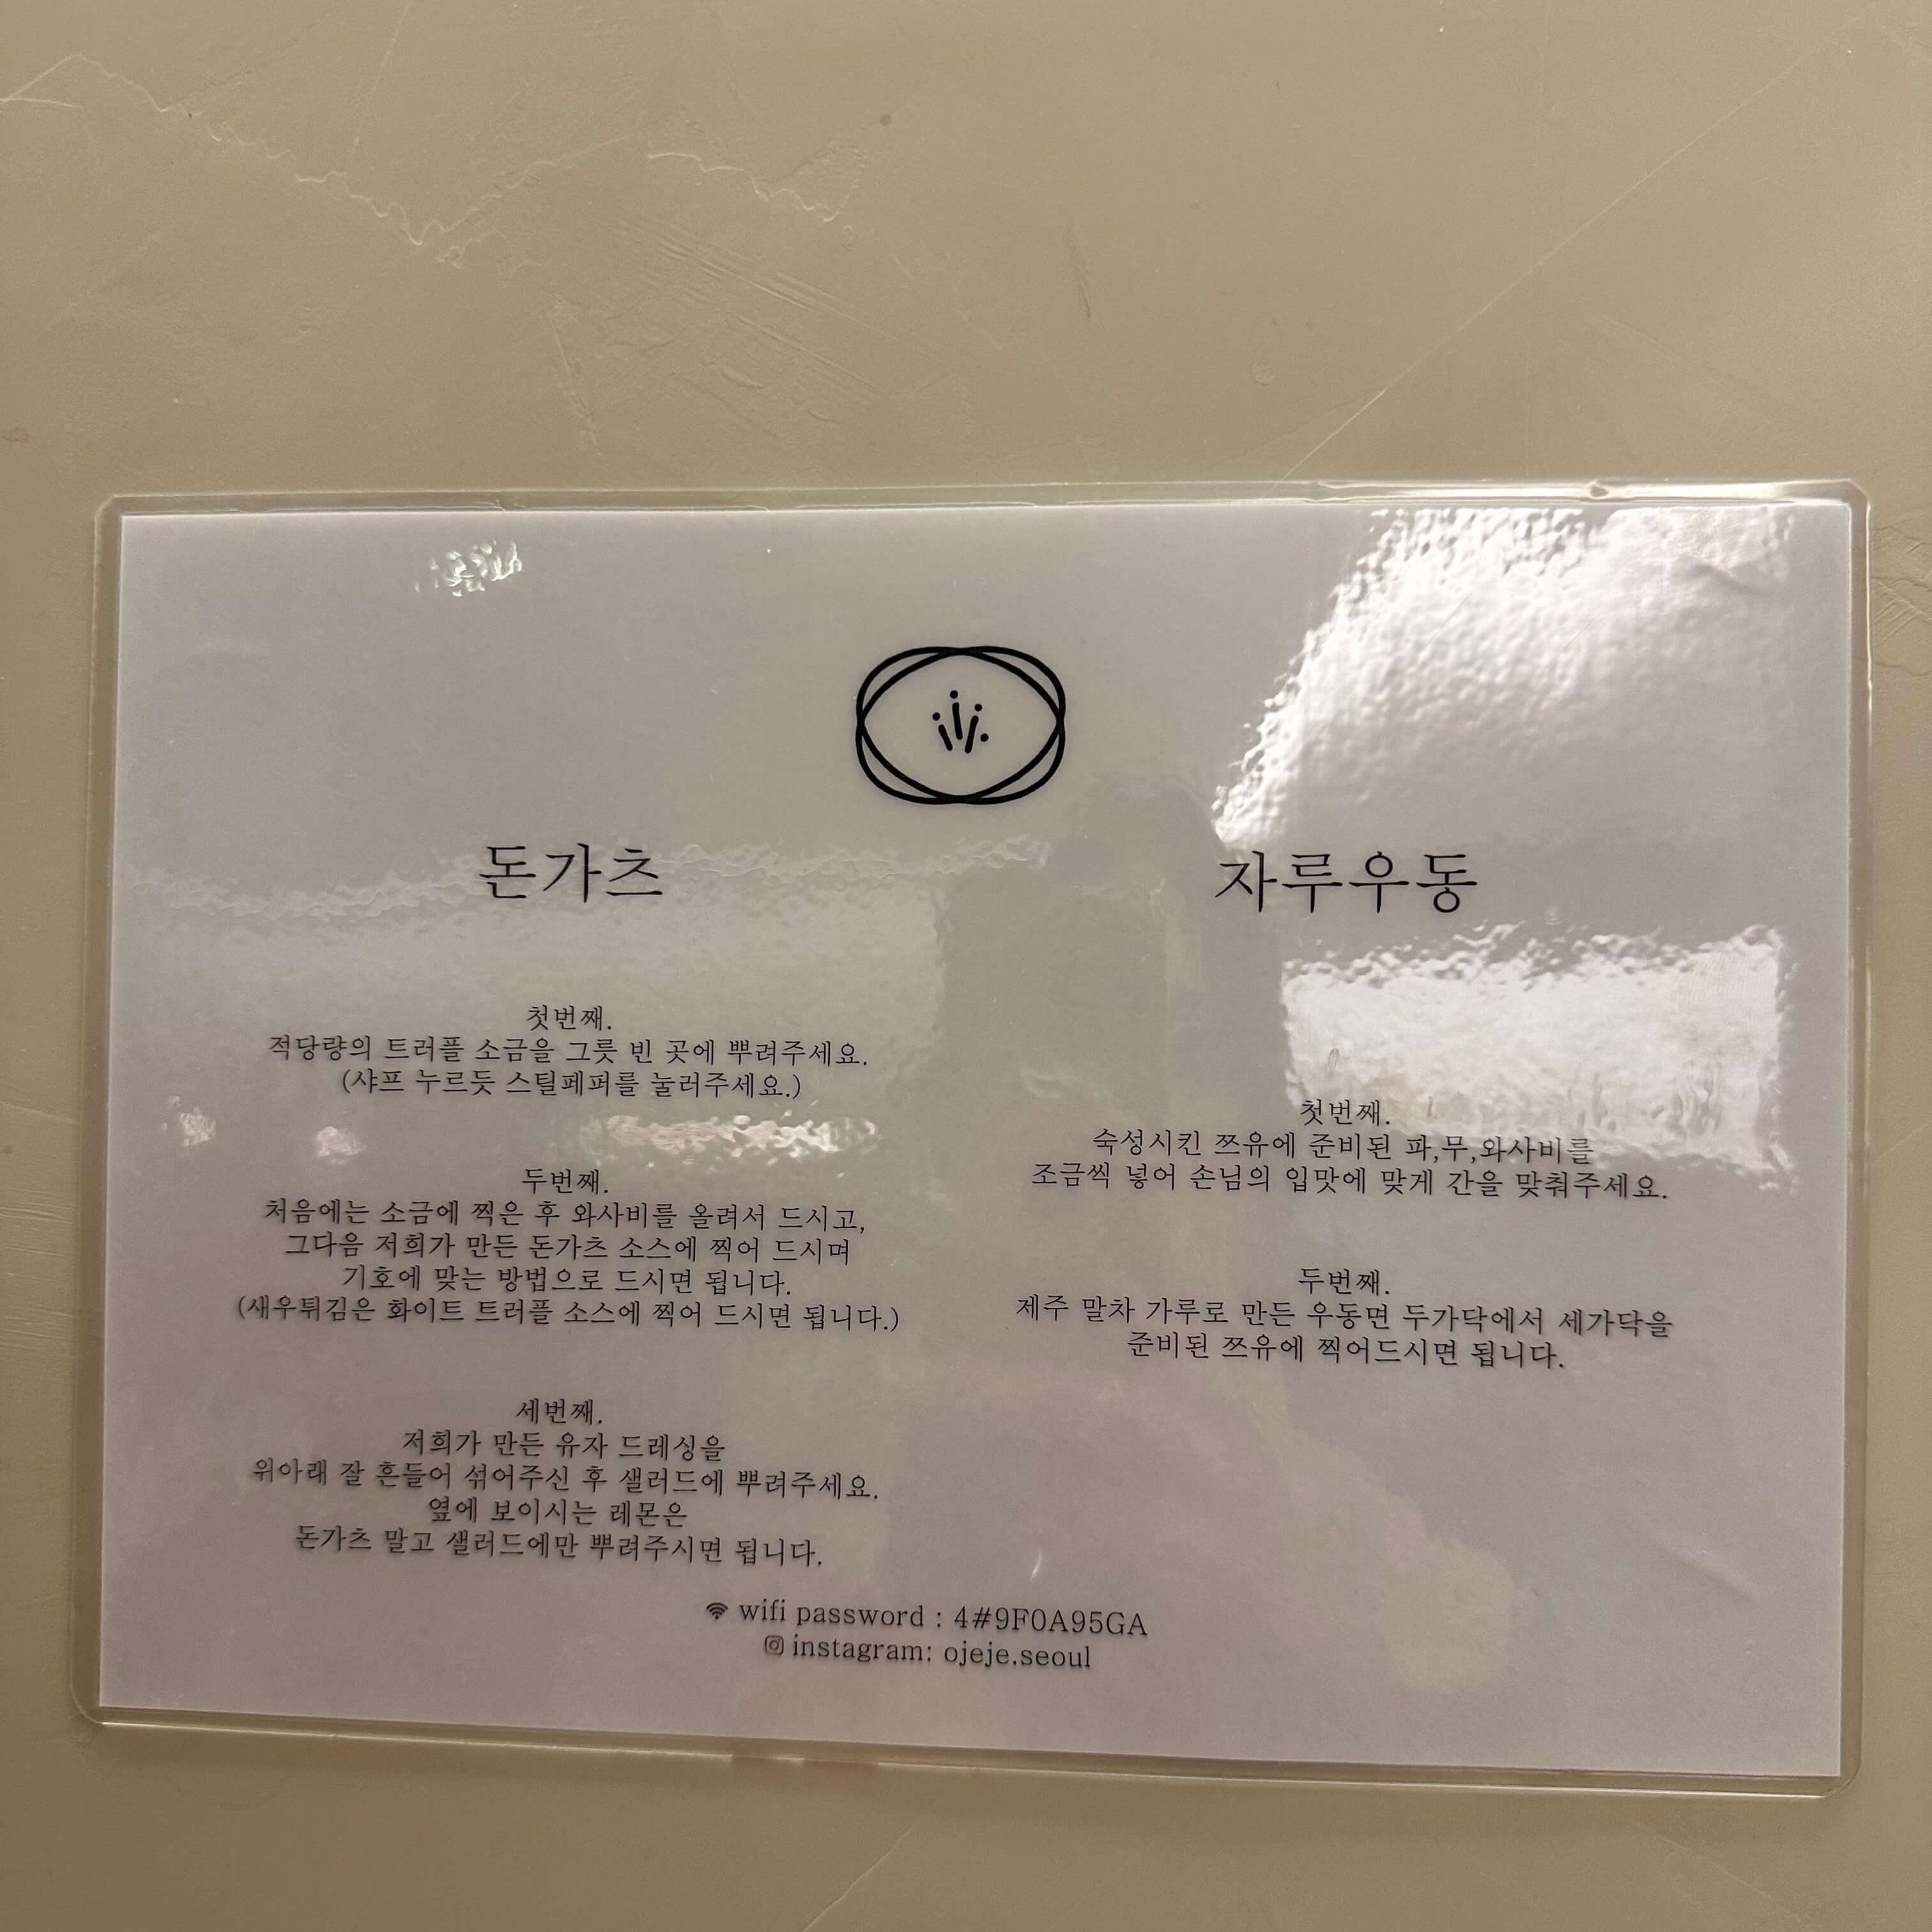 돈가츠
첫번째.
적당량의 트러플 소금을 그릇 빈 곳에 뿌려주세요.
(샤프 누르듯 스틸페퍼를 눌러주세요.)
두번째.
처음에는 소금에 찍은 후 와사비를 올려서 드시고,
그다음 저희가 만든 돈가츠 소스에 찍어 드시며
기호에 맞는 방법으로 드시면 됩니다.
(새우튀김은 화이트 트러플 소스에 찍어 드시면 됩니다.)
세번째.
저희가 만든 유자 드레싱을
위아래 잘 흔들어 섞어주신 후 샐러드에 뿌려주세요.
옆에 보이시는 레몬은
돈가츠 말고 샐러드에만 뿌려주시면 됩니다.
자루우동
첫번째.
숙성시킨 쯔유에 준비된 파,무,와사비를
조금씩 넣어 손님의 입맛에 맞게 간을 맞춰주세요.
두번째.
제주 말차 가루로 만든 우동면 두가닥에서 세가닥을
준비된 쯔유에 찍어드시면 됩니다.
wifi password : 4#9F0A95GA
instagram: ojeje.seoul